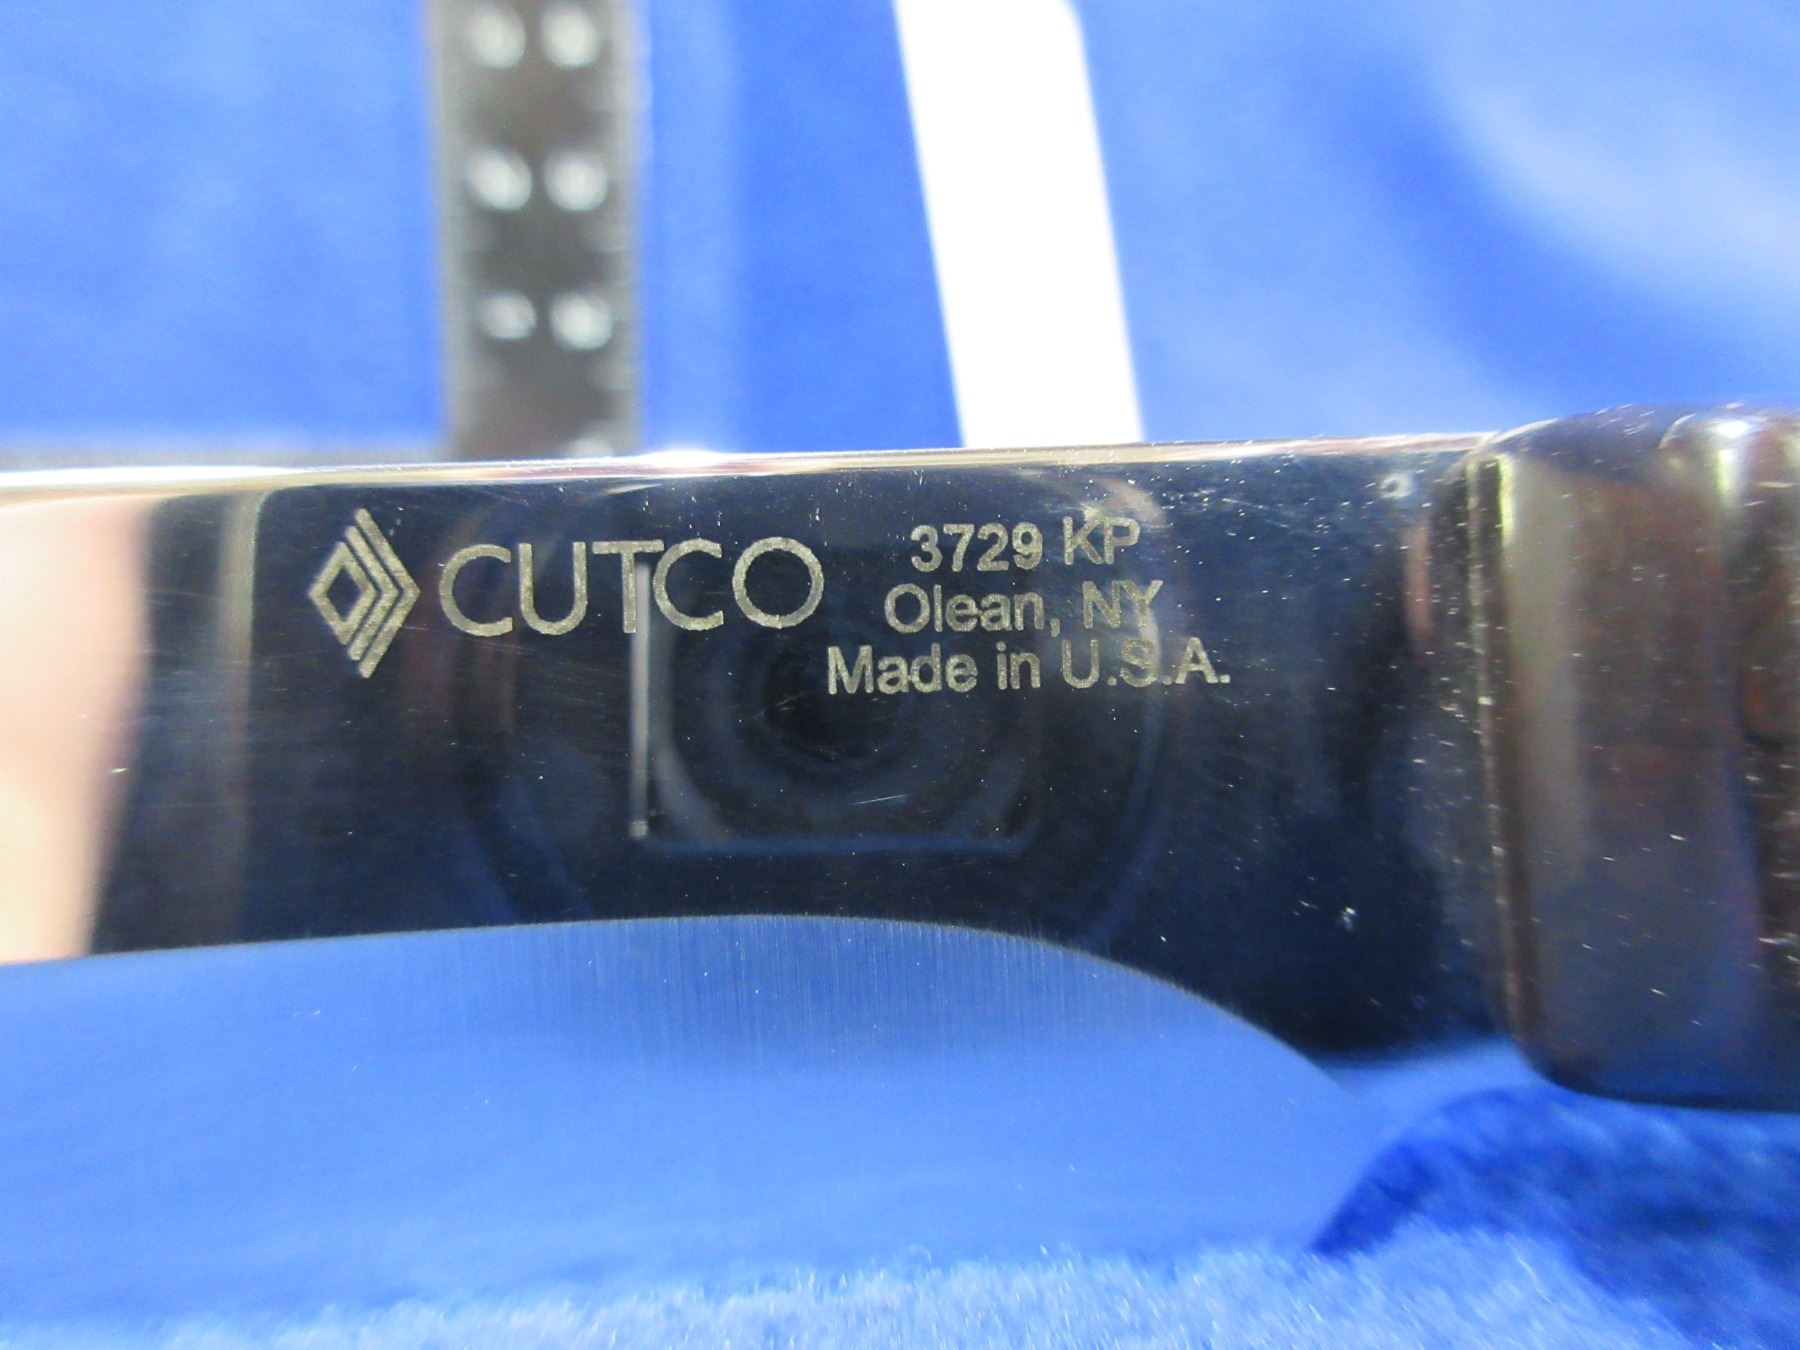 CUTCO
3729 KP
Olean, NY
Made in U.S.A.